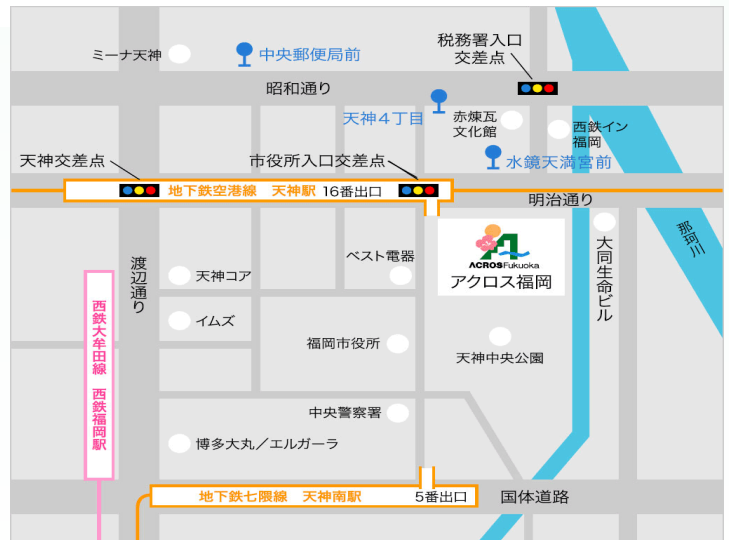 ミーナ天神
中央郵便局前
税務署入口
交差点
昭和通り
天神4丁目
赤煉瓦
文化館
西鉄イン
福岡
天神交差点
市役所入口交差点
水鏡天満宮前
地下鉄空港線 天神駅 16番出口
明治通り
那珂川
渡辺通り
天神コア
ベスト電器
ACROS Fukuoka
アクロス福岡
大同生命ビル
イムズ
福岡市役所
天神中央公園
西鉄大牟田線 西鉄福岡駅
中央警察署
博多大丸/エルガーラ
地下鉄七隈線 天神南駅 5番出口
国体道路